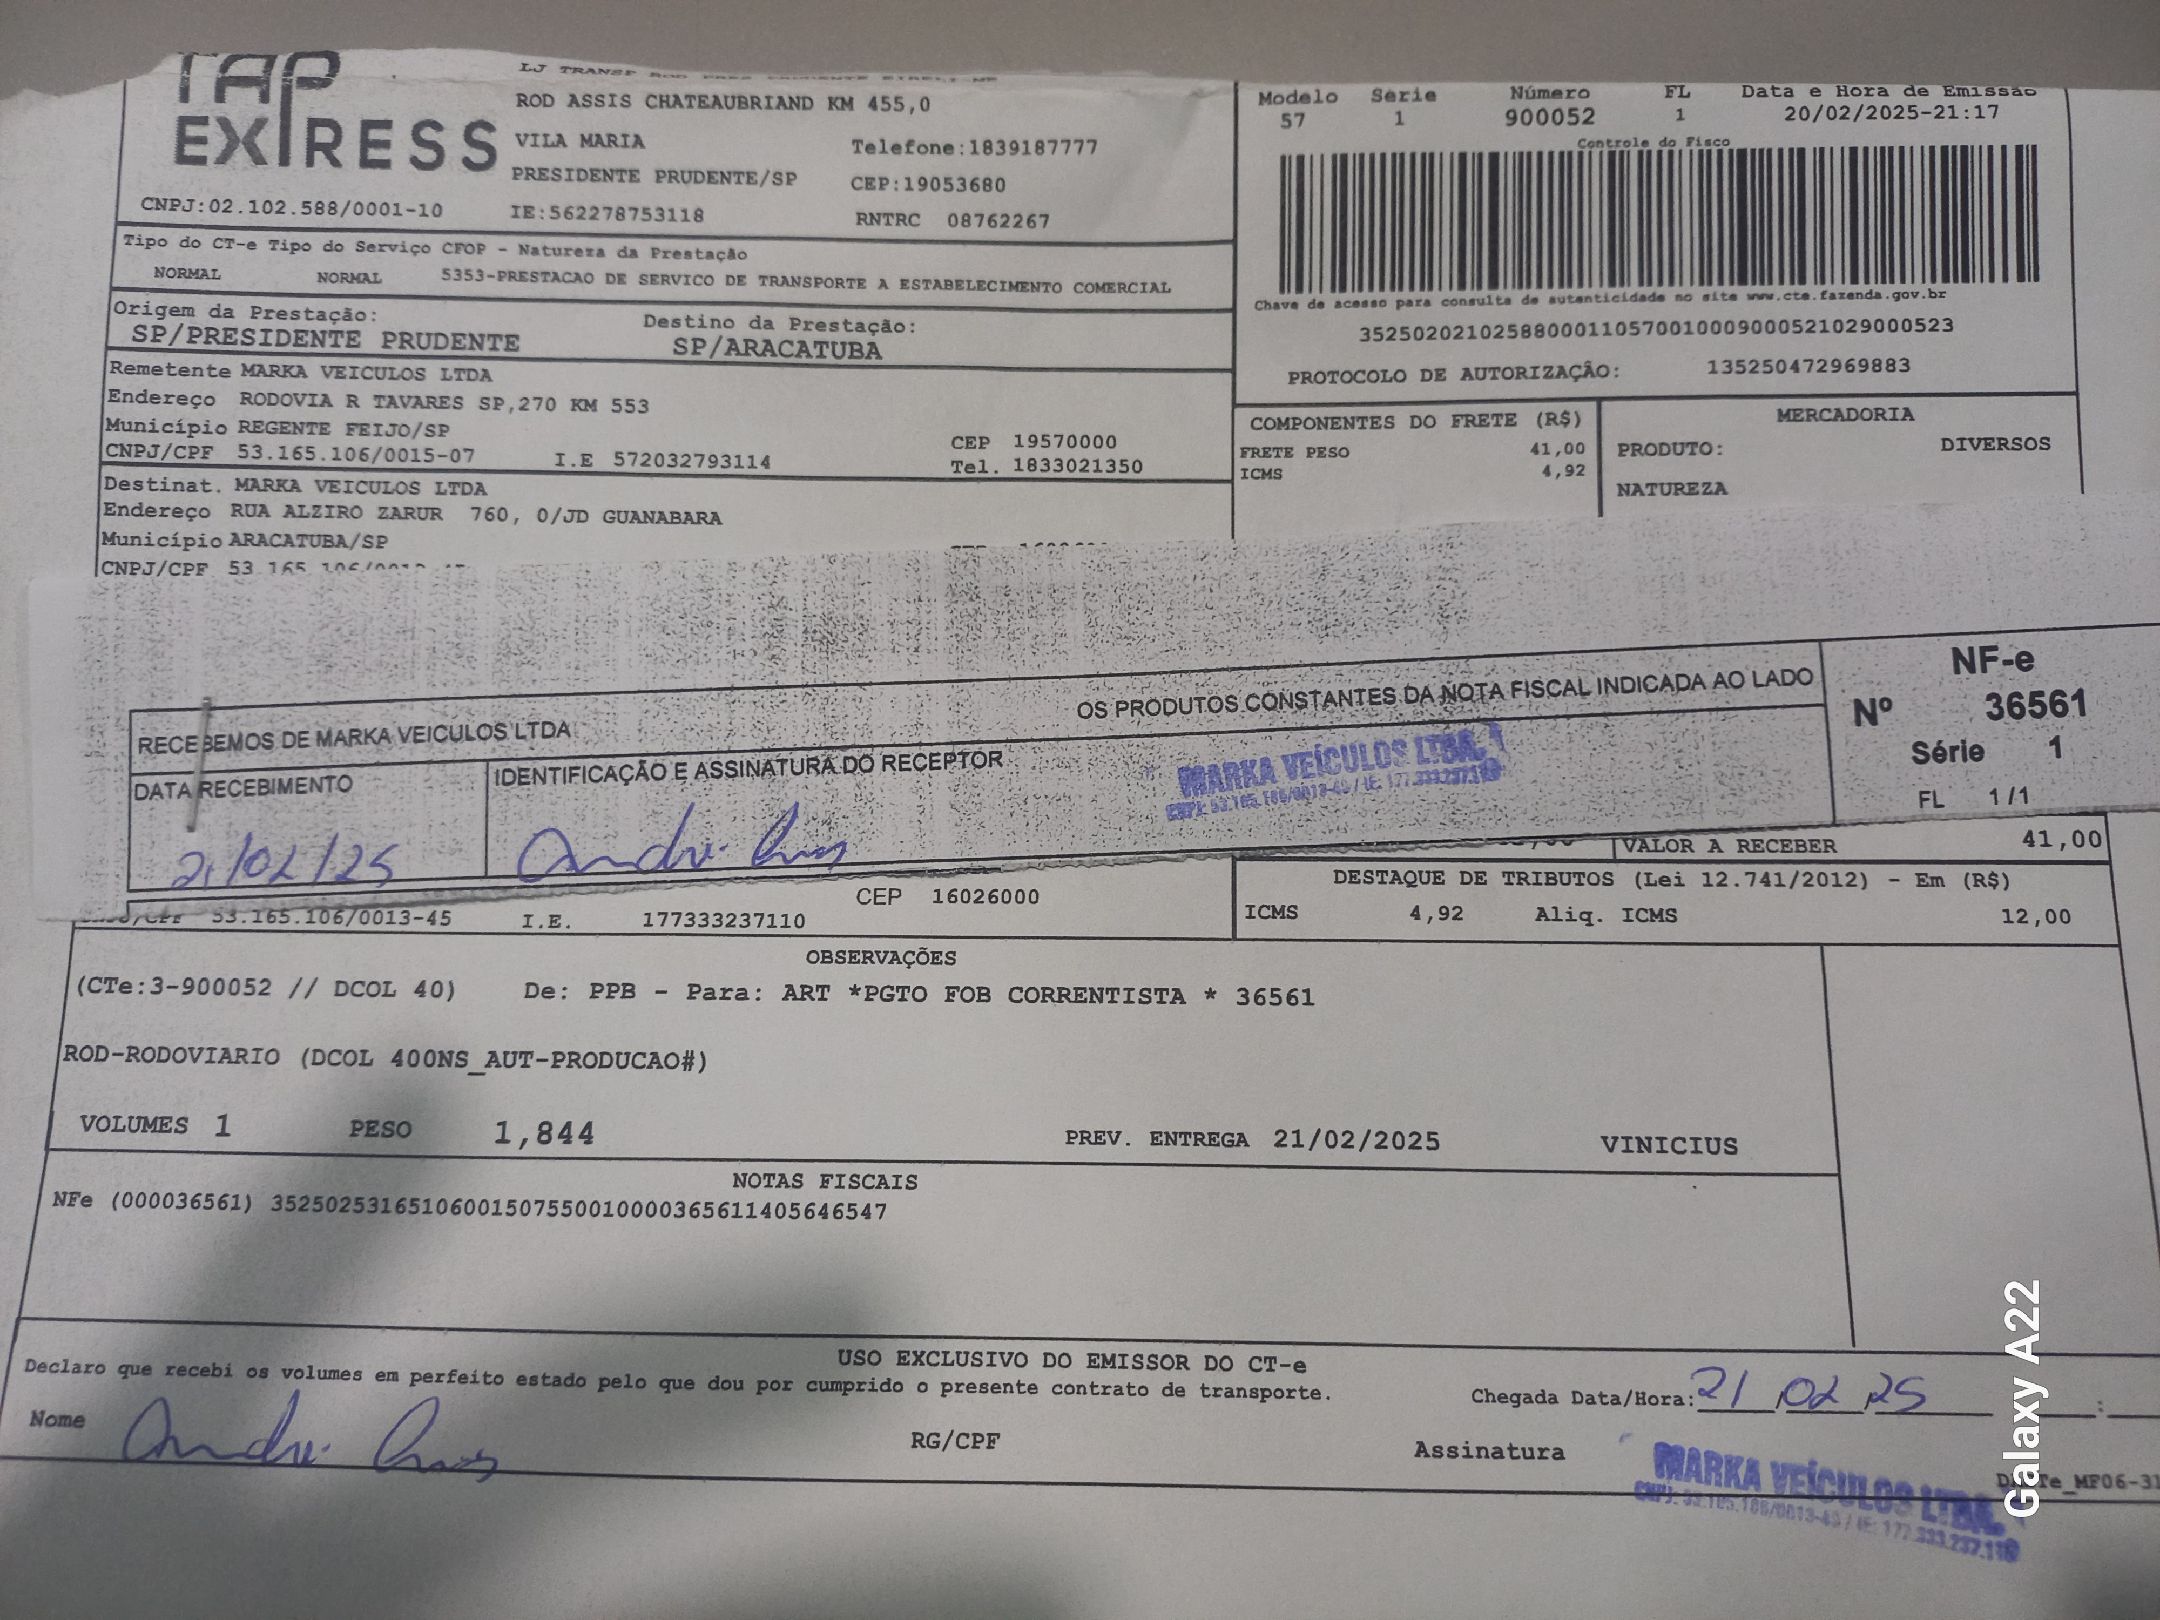 TAP
EXPRESS
ROD ASSIS CHATEAUBRIAND KM 455,0
VILA MARIA
Telefone:1839187777
PRESIDENTE PRUDENTE/SP
CEP:19053680
CNPJ:02.102.588/0001-10
IE:562278753118
RNTRC 08762267
Modelo Serie Número FL Data e Hora de Emissão
57 1 900052 1 20/02/2025-21:17
Controle do Fisco
Chave de acesso para consulta de autenticidade no site www.cte.fazenda.gov.br
35250202102588000110570010009000521029000523
PROTOCOLO DE AUTORIZAÇÃO: 135250472969883
Tipo do CT-e Tipo do Serviço CFOP - Natureza da Prestação
NORMAL NORMAL 5353-PRESTACAO DE SERVICO DE TRANSPORTE A ESTABELECIMENTO COMERCIAL
Origem da Prestação:
SP/PRESIDENTE PRUDENTE
Destino da Prestação:
SP/ARACATUBA
Remetente MARKA VEICULOS LTDA
Endereço RODOVIA R TAVARES SP,270 KM 553
Município REGENTE FEIJO/SP
CEP 19570000
CNPJ/CPF 53.165.106/0015-07 I.E 572032793114
Tel. 1833021350
COMPONENTES DO FRETE (R$)
FRETE PESO 41,00
ICMS 4,92
MERCADORIA
PRODUTO: DIVERSOS
NATUREZA
Destinat. MARKA VEICULOS LTDA
Endereço RUA ALZIRO ZARUR 760, 0/JD GUANABARA
Município ARACATUBA/SP
CNPJ/CPF 53 165
RECEBEMOS DE MARKA VEICULOS LTDA OS PRODUTOS CONSTANTES DA NOTA FISCAL INDICADA AO LADO
NF-e
Nº 36561
Série 1
FL 1/1
DATA RECEBIMENTO
21/02/25
IDENTIFICAÇÃO E ASSINATURA DO RECEPTOR
MARKA VEÍCULOS LTDA.
VALOR A RECEBER 41,00
CEP 16026000
53.165.106/0013-45 I.E. 177333237110
DESTAQUE DE TRIBUTOS (Lei 12.741/2012) - Em (R$)
ICMS 4,92 Aliq. ICMS 12,00
OBSERVAÇÕES
(CTe:3-900052 // DCOL 40) De: PPB - Para: ART *PGTO FOB CORRENTISTA * 36561
ROD-RODOVIARIO (DCOL 400NS_AUT-PRODUCAO#)
VOLUMES 1 PESO 1,844 PREV. ENTREGA 21/02/2025 VINICIUS
NOTAS FISCAIS
NFe (000036561) 35250253165106001507550010000365611405646547
USO EXCLUSIVO DO EMISSOR DO CT-e
Declaro que recebi os volumes em perfeito estado pelo que dou por cumprido o presente contrato de transporte.
Chegada Data/Hora: 21 02 25 :
Nome
RG/CPF
Assinatura
MARKA VEÍCULOS LTDA.
Galaxy A22